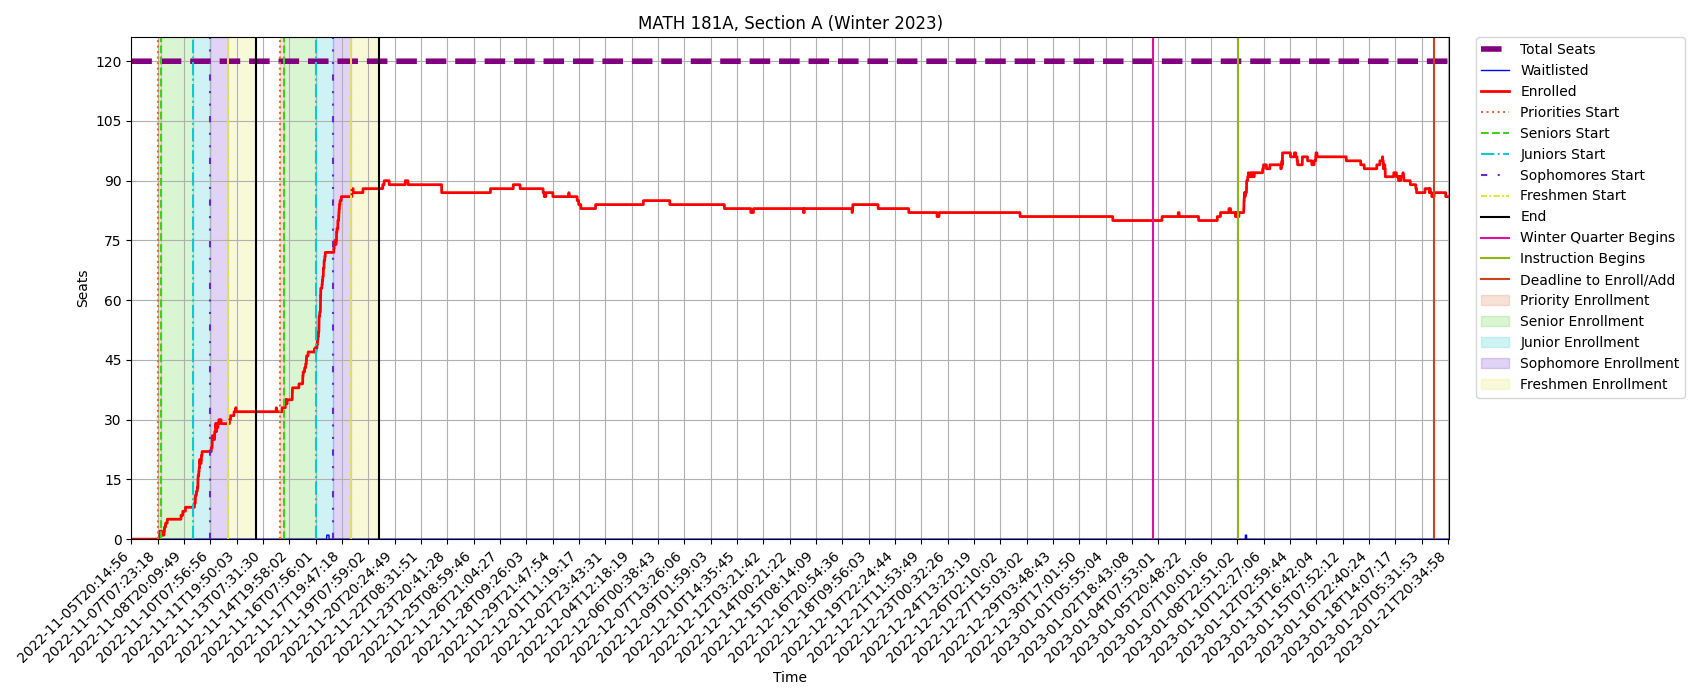 MATH 181A, Section A (Winter 2023)
Seats
120
105
90
75
60
45
30
15
0
2022-11-05T20:14:56
2022-11-07T07:23:18
2022-11-08T20:09:49
2022-11-10T07:56:56
2022-11-11T19:50:03
2022-11-13T07:31:30
2022-11-14T19:58:02
2022-11-16T07:56:01
2022-11-17T19:47:18
2022-11-19T07:59:02
2022-11-20T20:24:49
2022-11-22T08:31:51
2022-11-23T20:41:28
2022-11-25T08:59:46
2022-11-26T21:04:27
2022-11-28T09:26:03
2022-11-29T21:47:54
2022-12-01T11:19:17
2022-12-02T23:43:31
2022-12-04T12:18:19
2022-12-06T00:38:43
2022-12-07T13:26:06
2022-12-09T01:59:03
2022-12-10T14:35:45
2022-12-12T03:21:42
2022-12-14T00:21:22
2022-12-15T08:14:09
2022-12-16T20:54:36
2022-12-18T09:56:03
2022-12-19T22:24:44
2022-12-21T11:53:49
2022-12-23T00:32:26
2022-12-24T13:23:19
2022-12-26T02:10:02
2022-12-27T15:03:02
2022-12-29T03:48:43
2022-12-30T17:01:50
2023-01-01T05:55:04
2023-01-02T18:43:08
2023-01-04T07:53:01
2023-01-05T20:48:22
2023-01-07T10:01:06
2023-01-08T22:51:02
2023-01-10T12:27:06
2023-01-12T02:59:44
2023-01-13T16:42:04
2023-01-15T07:52:12
2023-01-16T22:40:24
2023-01-18T14:07:17
2023-01-20T05:31:53
2023-01-21T20:34:58
Time
Total Seats
Waitlisted
Enrolled
Priorities Start
Seniors Start
Juniors Start
Sophomores Start
Freshmen Start
End
Winter Quarter Begins
Instruction Begins
Deadline to Enroll/Add
Priority Enrollment
Senior Enrollment
Junior Enrollment
Sophomore Enrollment
Freshmen Enrollment